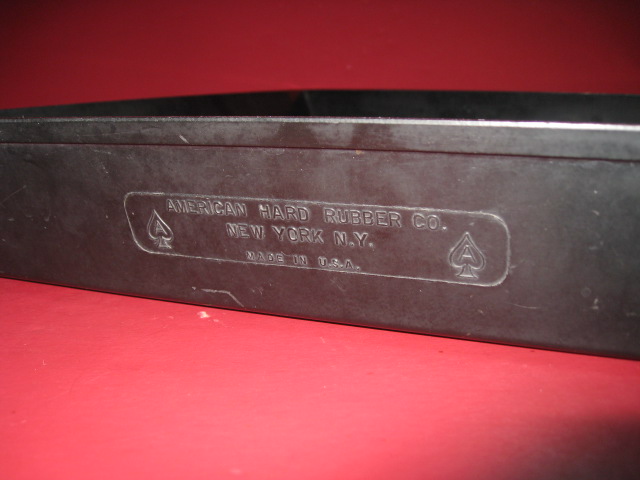 AMERICAN HARD RUBBER CO.
A NEW YORK N.Y. A
MADE IN U.S.A.